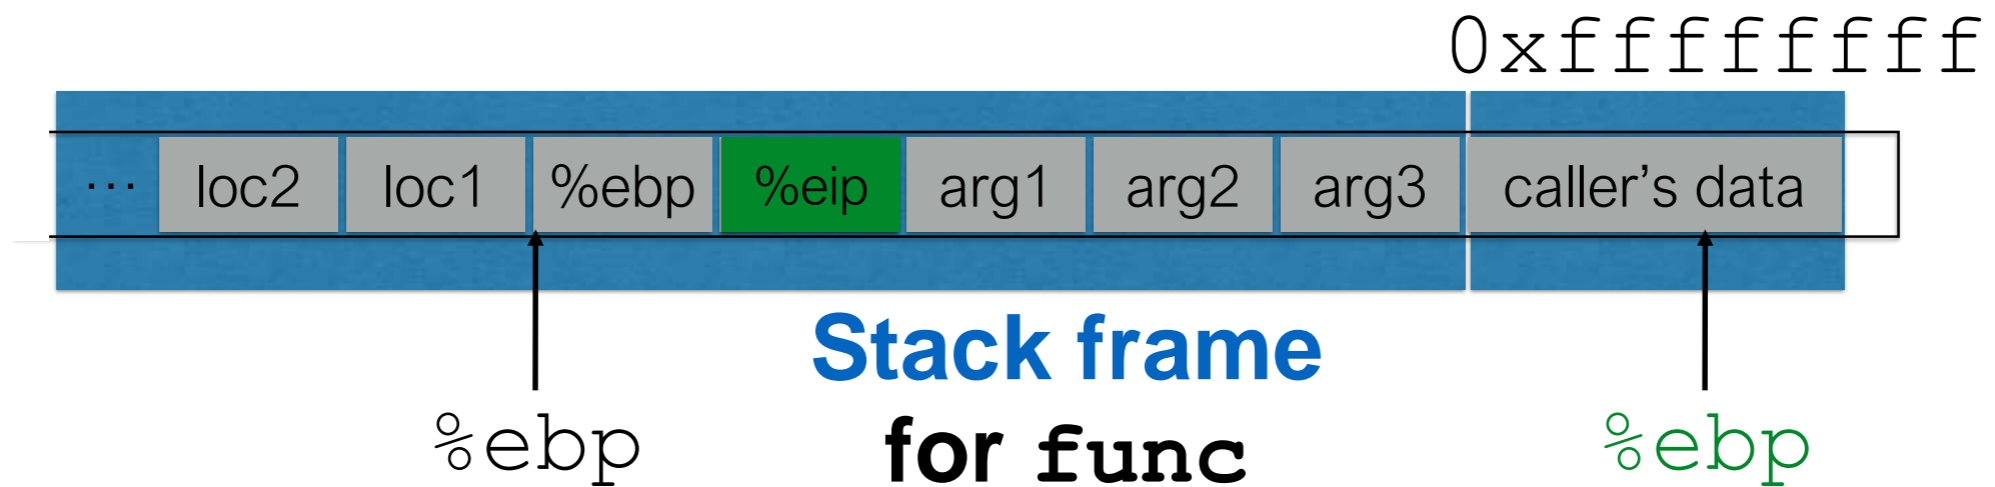 0xffffffff
… loc2 loc1 %ebp %eip arg1 arg2 arg3 caller’s data
Stack frame
%ebp for func %ebp